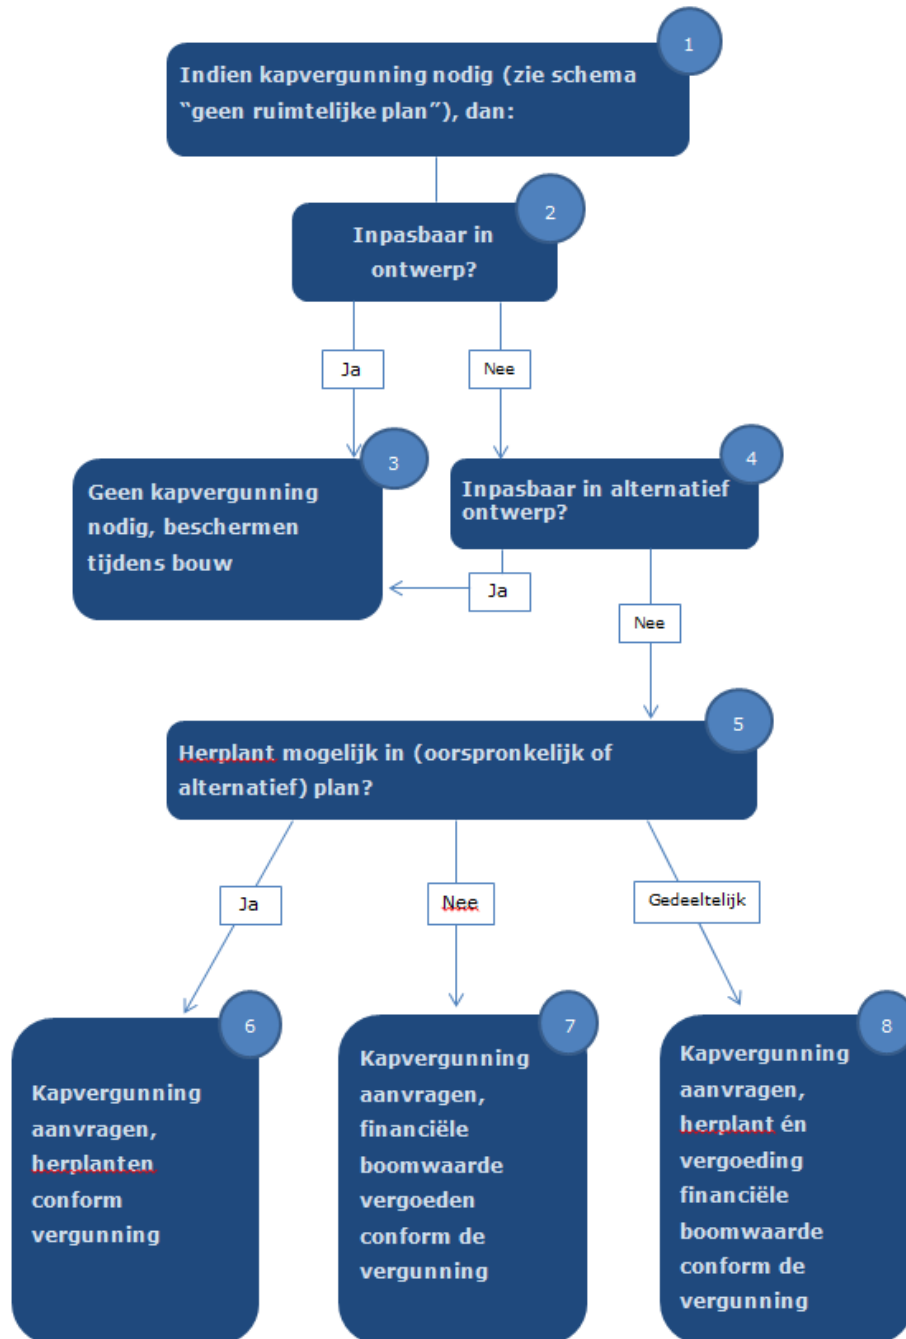 1
Indien kapvergunning nodig (zie schema
“geen ruimtelijke plan”), dan:
2
Inpasbaar in
ontwerp?
Ja
Nee
3
Geen kapvergunning
nodig, beschermen
tijdens bouw
4
Inpasbaar in alternatief
ontwerp?
Ja
Nee
5
Herplant mogelijk in (oorspronkelijk of
alternatief) plan?
Ja
Nee
Gedeeltelijk
6
Kapvergunning
aanvragen,
herplanten
conform
vergunning
7
Kapvergunning
aanvragen,
financiële
boomwaarde
vergoeden
conform de
vergunning
8
Kapvergunning
aanvragen,
herplant én
vergoeding
financiële
boomwaarde
conform de
vergunning